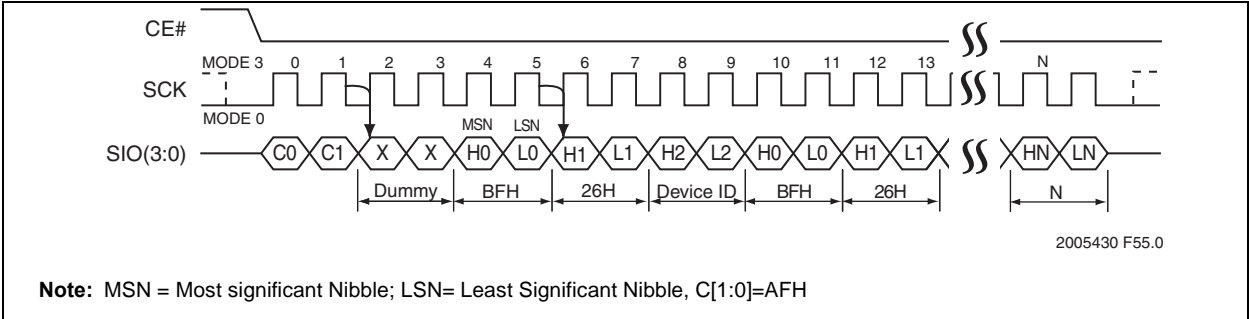 CE#
MODE 3 0 1 2 3 4 5 6 7 8 9 10 11 12 13 N
SCK
MODE 0
MSN LSN
SIO(3:0) C0 C1 X X H0 L0 H1 L1 H2 L2 H0 L0 H1 L1 HN LN
Dummy BFH 26H Device ID BFH 26H N
2005430 F55.0
Note: MSN = Most significant Nibble; LSN= Least Significant Nibble, C[1:0]=AFH